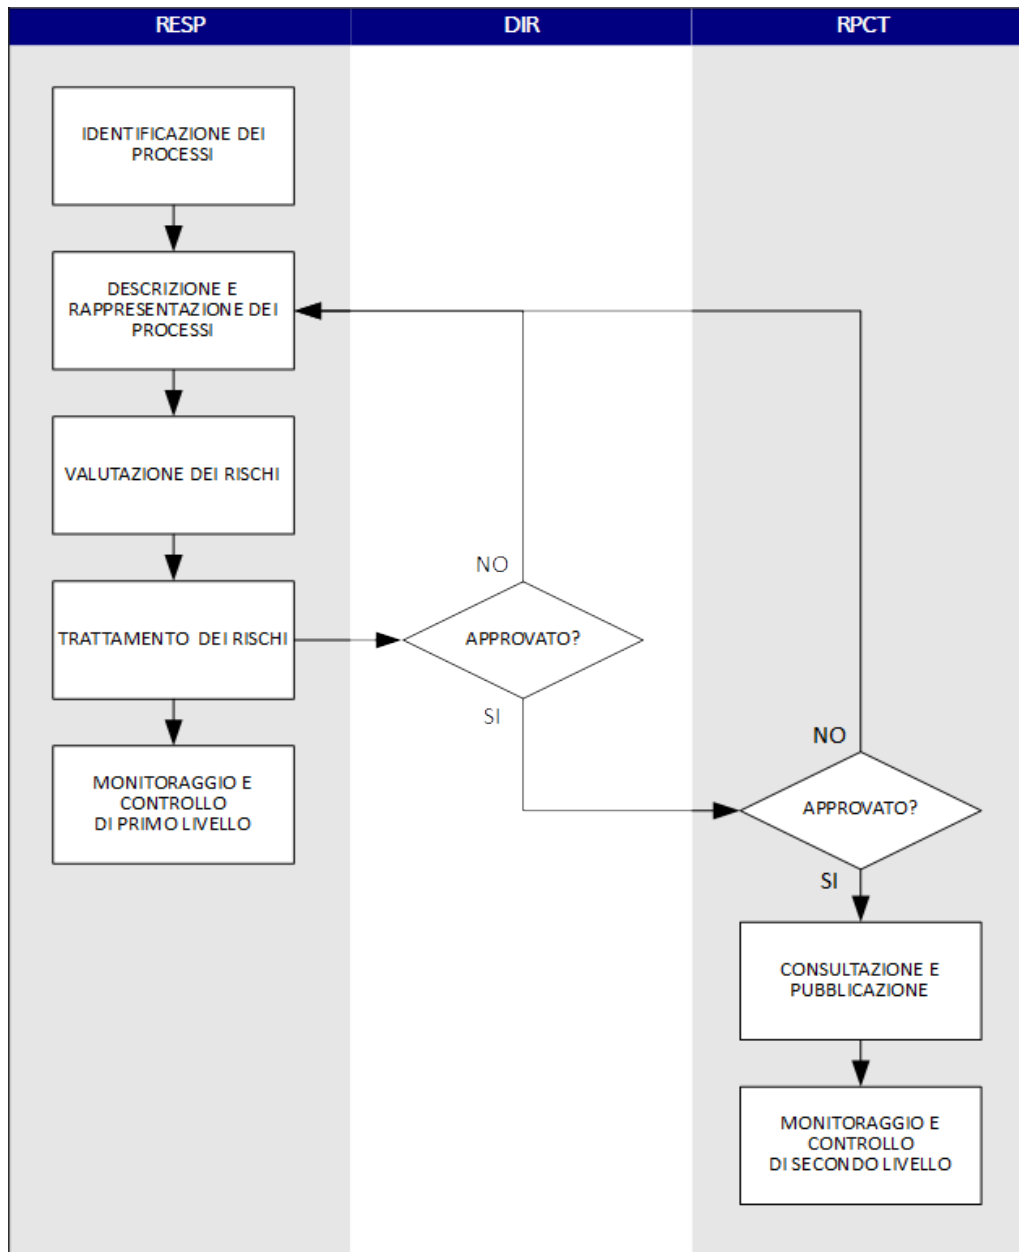 RESP
DIR
RPCT
IDENTIFICAZIONE DEI
PROCESSI
DESCRIZIONE E
RAPPRESENTAZIONE DEI
PROCESSI
VALUTAZIONE DEI RISCHI
TRATTAMENTO DEI RISCHI
MONITORAGGIO E
CONTROLLO
DI PRIMO LIVELLO
NO
APPROVATO?
SI
NO
APPROVATO?
SI
CONSULTAZIONE E
PUBBLICAZIONE
MONITORAGGIO E
CONTROLLO
DI SECONDO LIVELLO